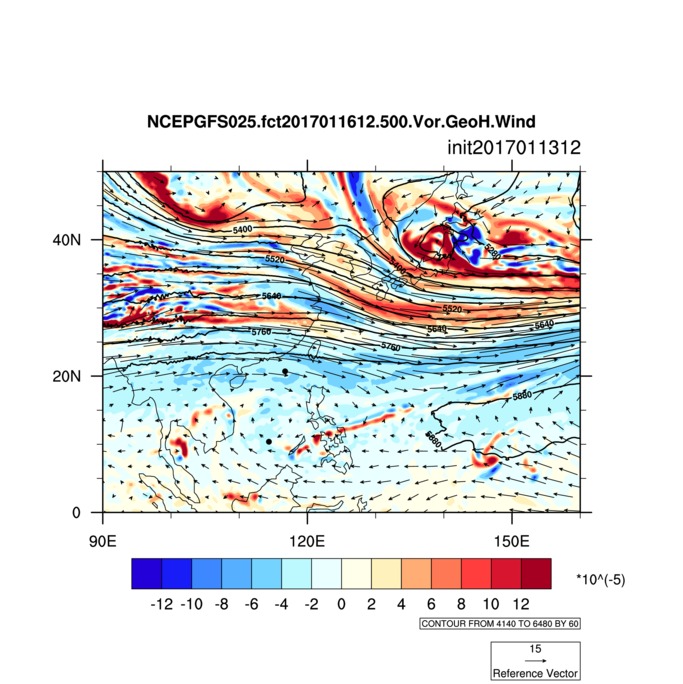 NCEPGFS025.fct2017011612.500.Vor.GeoH.Wind
init2017011312
40N
20N
0
90E 120E 150E
5400
5520
5640
5760
5400
5280
5520
5640
5640
5760
5880
5880
-12 -10 -8 -6 -4 -2 0 2 4 6 8 10 12
*10^(-5)
CONTOUR FROM 4140 TO 6480 BY 60
15
Reference Vector